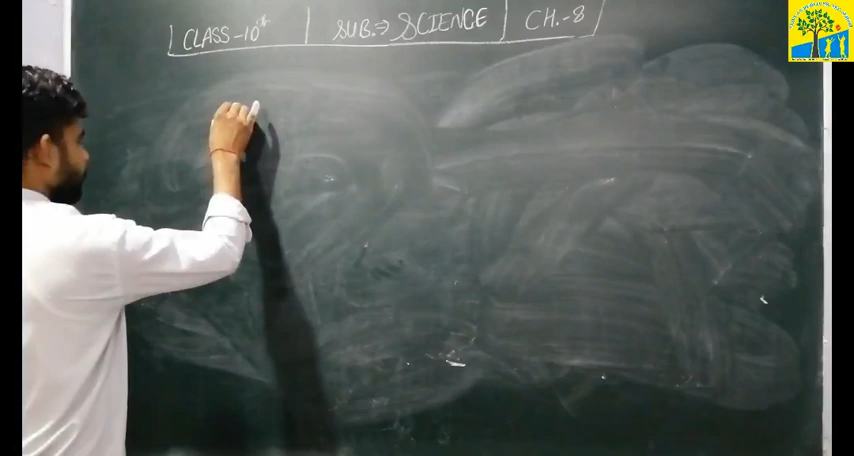 CLASS-10th | SUB.⇒ SCIENCE | CH.-8